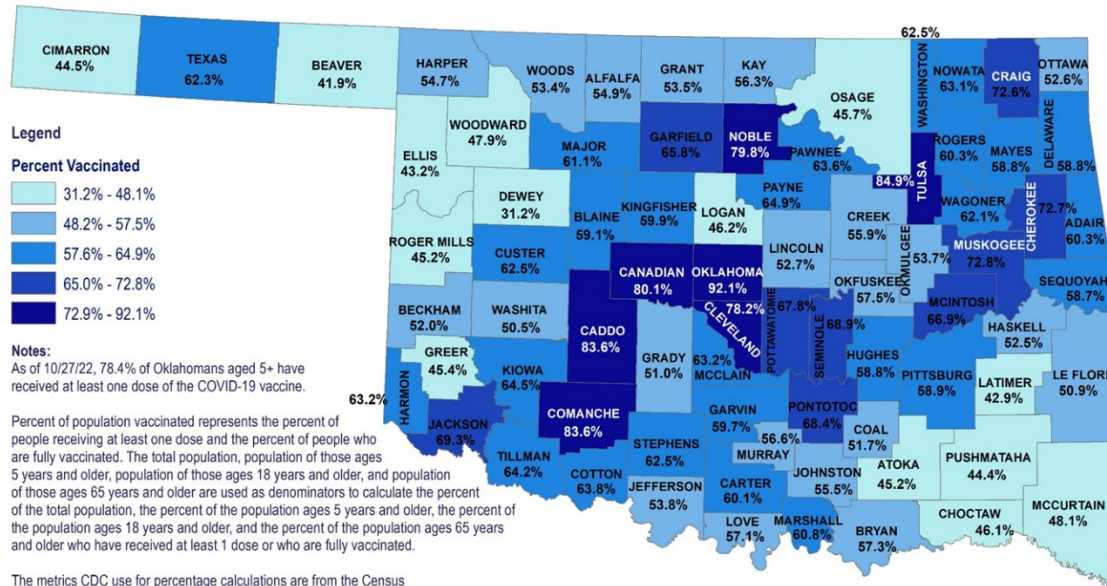 62.5%
CIMARRON
44.5%
TEXAS
62.3%
BEAVER
41.9%
HARPER
54.7%
WOODS
53.4%
ALFALFA
54.9%
GRANT
53.5%
KAY
56.3%
OSAGE
45.7%
WASHINGTON
NOWATA
63.1%
CRAIG
72.6%
OTTAWA
52.6%
DELAWARE
58.8%
WOODWARD
47.9%
ELLIS
43.2%
MAJOR
61.1%
GARFIELD
65.8%
NOBLE
79.8%
PAWNEE
63.6%
ROGERS
60.3%
MAYES
58.8%
TULSA
84.9%
DEWEY
31.2%
BLAINE
59.1%
KINGFISHER
59.9%
LOGAN
46.2%
PAYNE
64.9%
CREEK
55.9%
WAGONER
62.1%
CHEROKEE
72.7%
ADAIR
60.3%
ROGER MILLS
45.2%
CUSTER
62.5%
CANADIAN
80.1%
OKLAHOMA
92.1%
LINCOLN
52.7%
OKMULGEE
53.7%
MUSKOGEE
72.8%
OKFUSKEE
57.5%
SEQUOYAH
58.7%
MCINTOSH
66.9%
BECKHAM
52.0%
WASHITA
50.5%
CADDO
83.6%
GRADY
51.0%
78.2%
CLEVELAND
POTTAWATOMIE
67.8%
SEMINOLE
68.9%
HUGHES
58.8%
PITTSBURG
58.9%
HASKELL
52.5%
LATIMER
42.9%
LE FLORE
50.9%
GREER
45.4%
KIOWA
64.5%
63.2%
MCCLAIN
63.2%
HARMON
JACKSON
69.3%
COMANCHE
83.6%
GARVIN
59.7%
PONTOTOC
68.4%
COAL
51.7%
TILLMAN
64.2%
COTTON
63.8%
STEPHENS
62.5%
56.6%
MURRAY
JOHNSTON
55.5%
ATOKA
45.2%
PUSHMATAHA
44.4%
JEFFERSON
53.8%
CARTER
60.1%
LOVE
57.1%
MARSHALL
60.8%
BRYAN
57.3%
CHOCTAW
46.1%
MCCURTAIN
48.1%
Legend
Percent Vaccinated
31.2% - 48.1%
48.2% - 57.5%
57.6% - 64.9%
65.0% - 72.8%
72.9% - 92.1%
Notes:
As of 10/27/22, 78.4% of Oklahomans aged 5+ have
received at least one dose of the COVID-19 vaccine.
Percent of population vaccinated represents the percent of
people receiving at least one dose and the percent of people who
are fully vaccinated. The total population, population of those ages
5 years and older, population of those ages 18 years and older, and population
of those ages 65 years and older are used as denominators to calculate the percent
of the total population, the percent of the population ages 5 years and older, the percent of
the population ages 18 years and older, and the percent of the population ages 65 years
and older who have received at least 1 dose or who are fully vaccinated.
The metrics CDC use for percentage calculations are from the Census